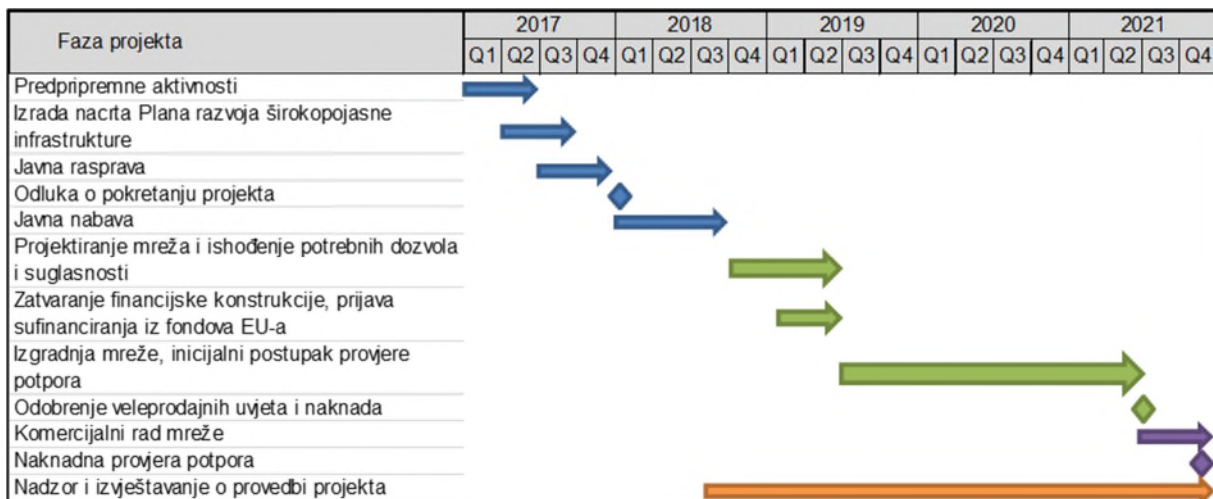 Faza projekta
2017 2018 2019 2020 2021
Q1 Q2 Q3 Q4 Q1 Q2 Q3 Q4 Q1 Q2 Q3 Q4 Q1 Q2 Q3 Q4 Q1 Q2 Q3 Q4
Predpripremne aktivnosti
Izrada nacrta Plana razvoja širokopojasne
infrastrukture
Javna rasprava
Odluka o pokretanju projekta
Javna nabava
Projektiranje mreža i ishođenje potrebnih dozvola
i suglasnosti
Zatvaranje financijske konstrukcije, prijava
sufinanciranja iz fondova EU-a
Izgradnja mreže, inicijalni postupak provjere
potpora
Odobrenje veleprodajnih uvjeta i naknada
Komercijalni rad mreže
Naknadna provjera potpora
Nadzor i izvještavanje o provedbi projekta